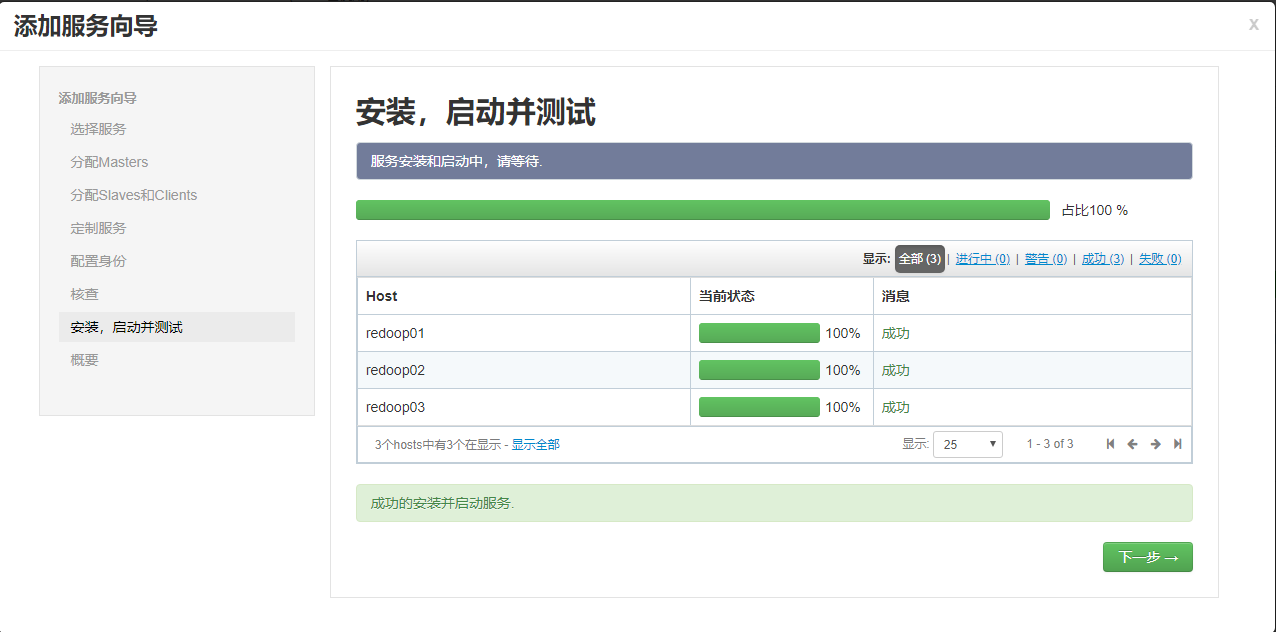 添加服务向导
x
添加服务向导
选择服务
分配Masters
分配Slaves和Clients
定制服务
配置身份
核查
安装，启动并测试
概要
安装，启动并测试
服务安装和启动中，请等待.
占比100 %
显示: 全部 (3) | 进行中 (0) | 警告 (0) | 成功 (3) | 失败 (0)
Host 当前状态 消息
redoop01 100% 成功
redoop02 100% 成功
redoop03 100% 成功
3个hosts中有3个在显示 - 显示全部 显示: 25 1 - 3 of 3
成功的安装并启动服务.
下一步 →